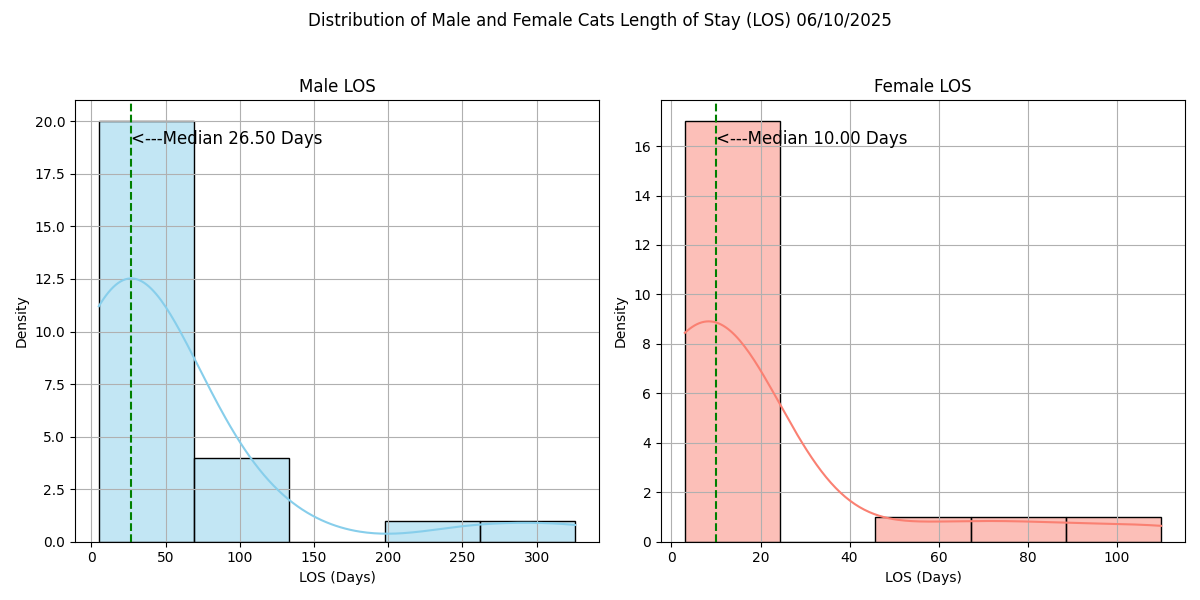 Distribution of Male and Female Cats Length of Stay (LOS) 06/10/2025
Male LOS
20.0
17.5
15.0
12.5
10.0
7.5
5.0
2.5
0.0
Density
<---Median 26.50 Days
0 50 100 150 200 250 300
LOS (Days)
Female LOS
16
14
12
10
8
6
4
2
0
Density
<---Median 10.00 Days
0 20 40 60 80 100
LOS (Days)